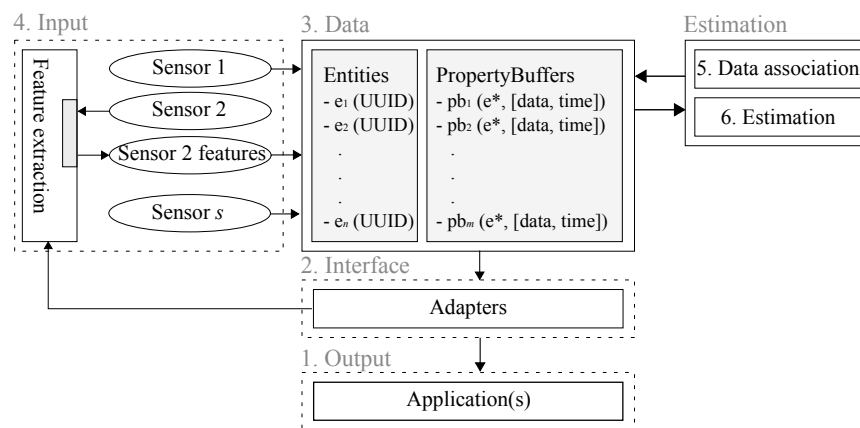 4. Input
Feature extraction
Sensor 1
Sensor 2
Sensor 2 features
Sensor s
3. Data
Entities
- e1 (UUID)
- e2 (UUID)
.
.
.
- en (UUID)
PropertyBuffers
- pb1 (e*, [data, time])
- pb2 (e*, [data, time])
.
.
.
- pbm (e*, [data, time])
Estimation
5. Data association
6. Estimation
2. Interface
Adapters
1. Output
Application(s)